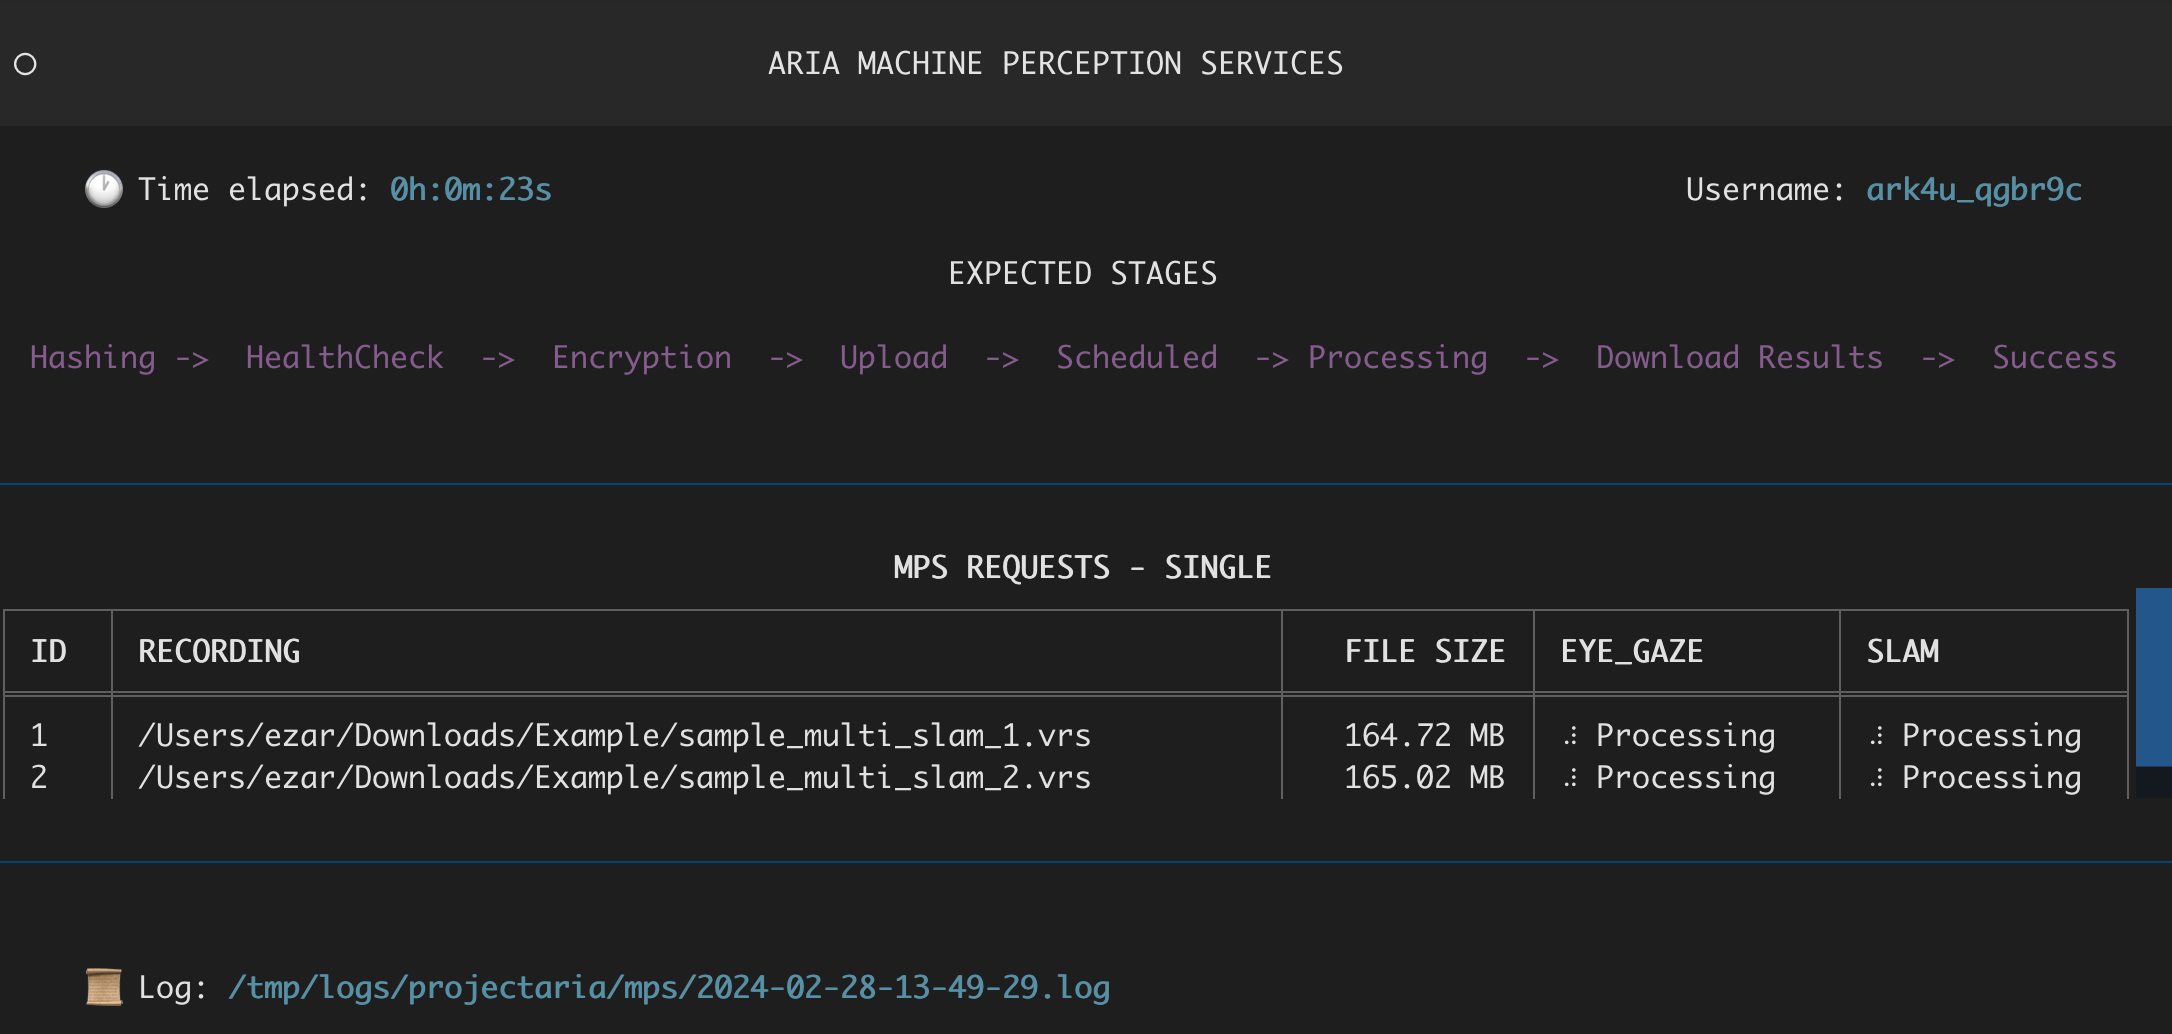 ARIA MACHINE PERCEPTION SERVICES
Time elapsed: 0h:0m:23s Username: ark4u_qgbr9c
EXPECTED STAGES
Hashing -> HealthCheck -> Encryption -> Upload -> Scheduled -> Processing -> Download Results -> Success
MPS REQUESTS - SINGLE
ID RECORDING FILE SIZE EYE_GAZE SLAM
1 /Users/ezar/Downloads/Example/sample_multi_slam_1.vrs 164.72 MB Processing Processing
2 /Users/ezar/Downloads/Example/sample_multi_slam_2.vrs 165.02 MB Processing Processing
Log: /tmp/logs/projectaria/mps/2024-02-28-13-49-29.log